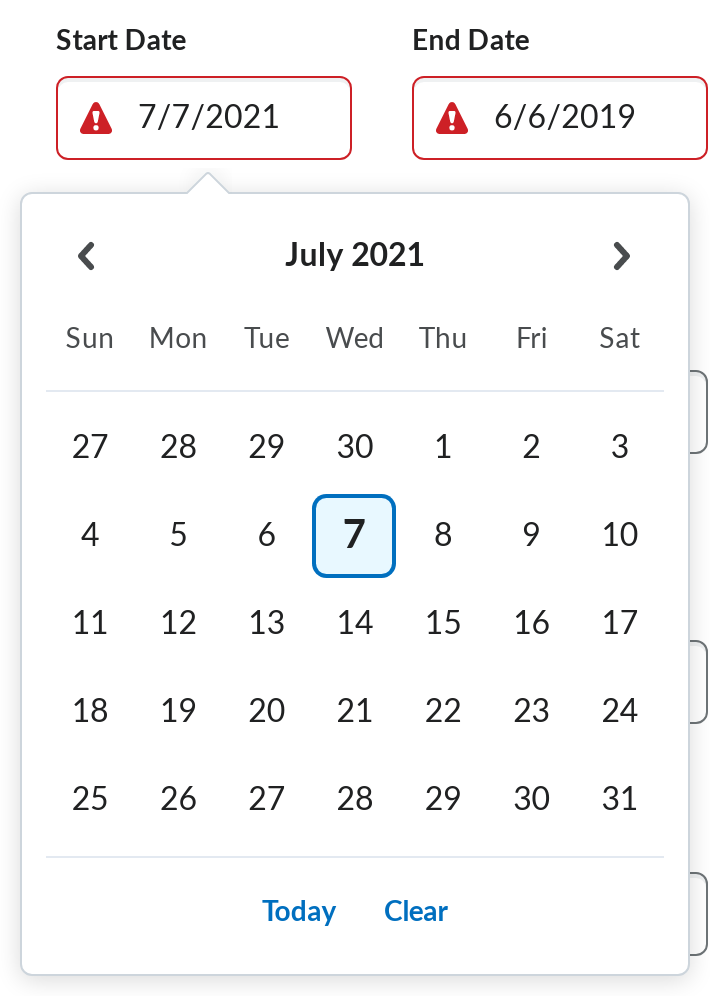 Start Date End Date
7/7/2021 6/6/2019
July 2021
Sun Mon Tue Wed Thu Fri Sat
27 28 29 30 1 2 3
4 5 6 7 8 9 10
11 12 13 14 15 16 17
18 19 20 21 22 23 24
25 26 27 28 29 30 31
Today Clear